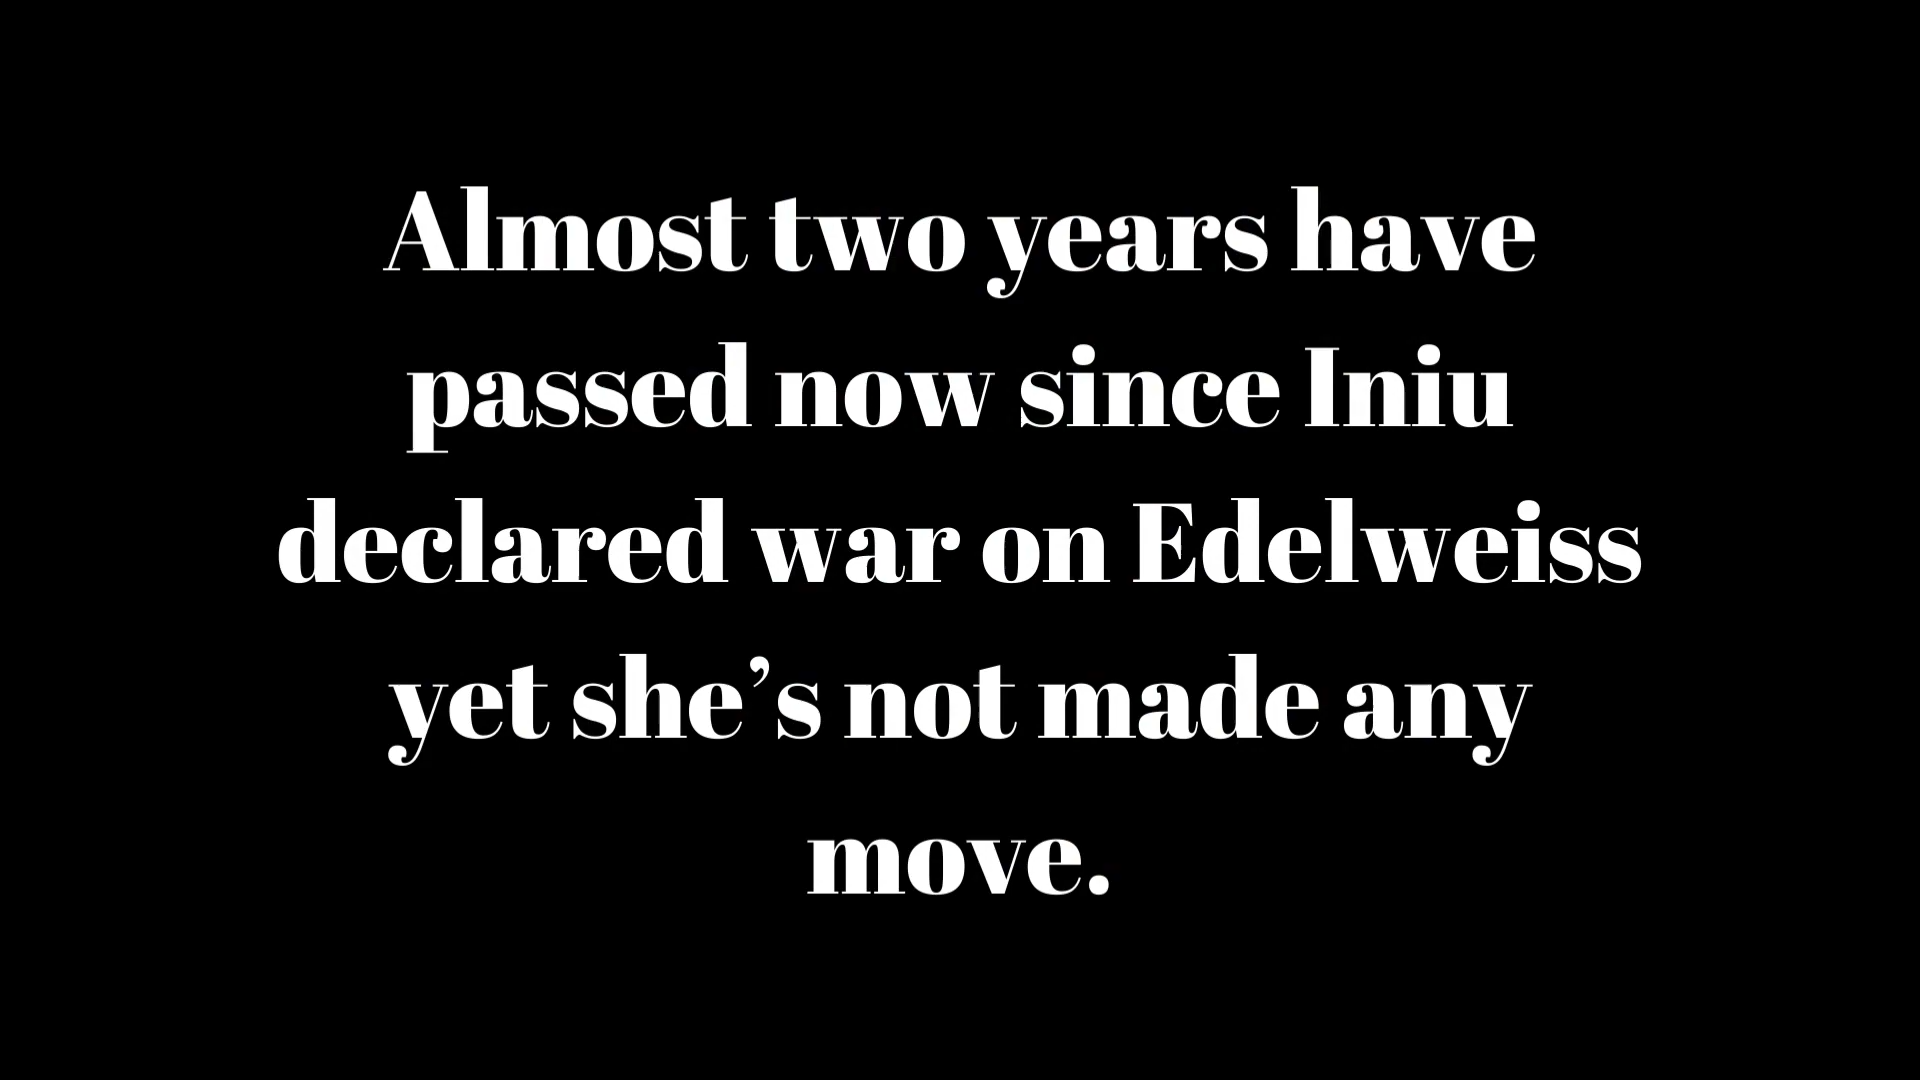 Almost two years have
passed now since Iniu
declared war on Edelweiss
yet she’s not made any
move.